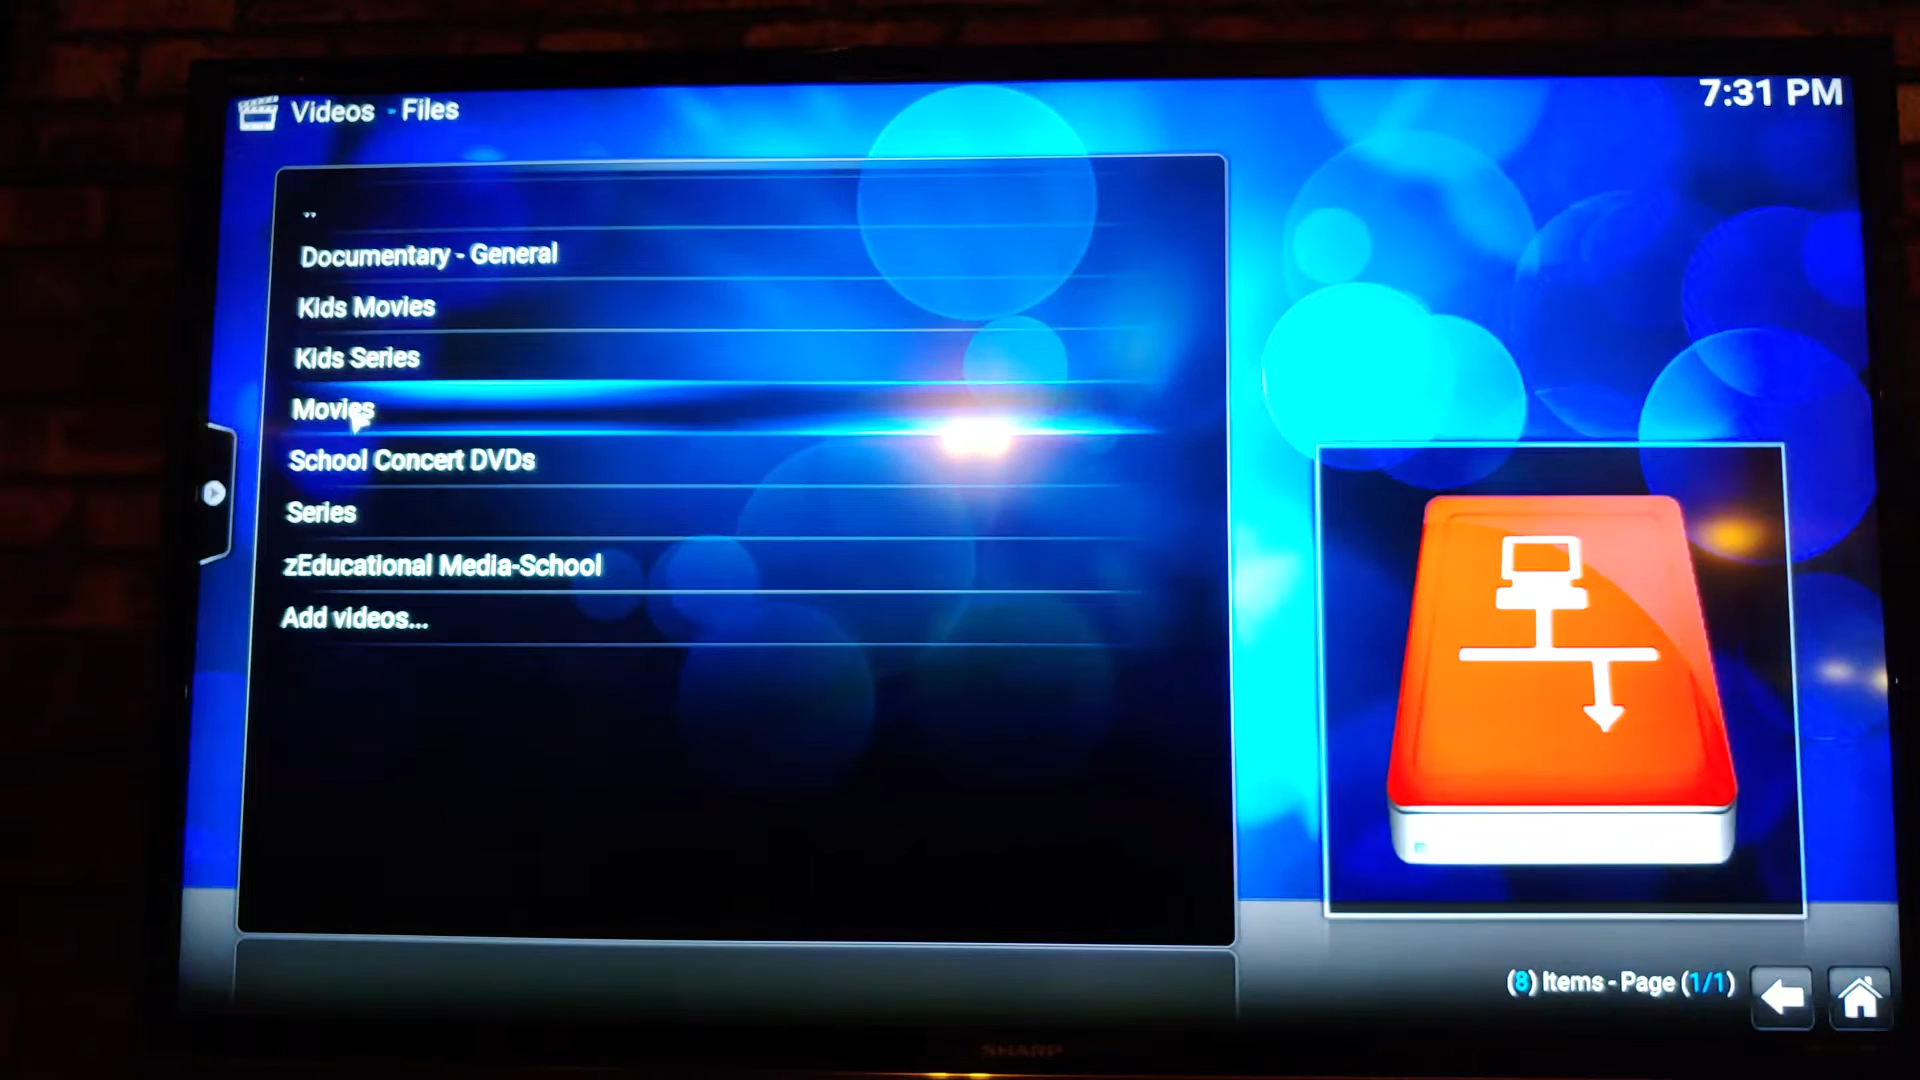 Videos - Files
7:31 PM
..
Documentary - General
Kids Movies
Kids Series
Movies
School Concert DVDs
Series
zEducational Media-School
Add videos...
(8) Items - Page (1/1)
SHARP